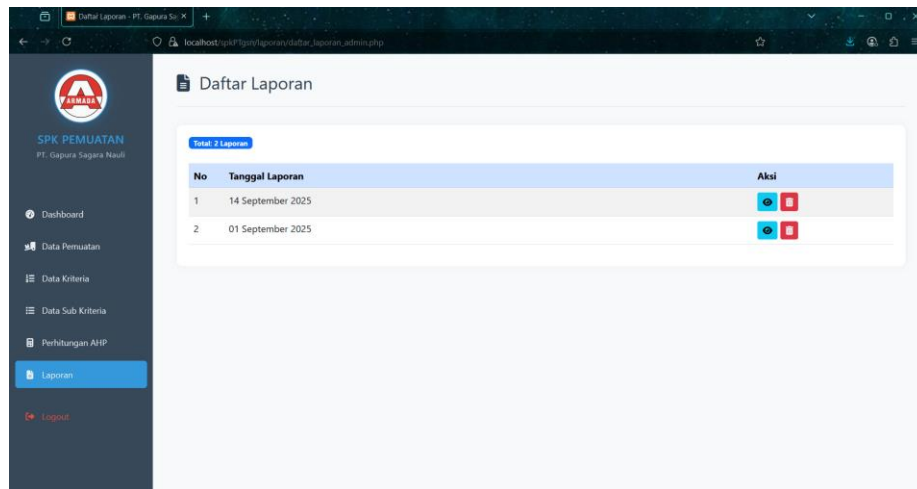 Daftar Laporan - PT. Gapura Sa
localhost/spkPTgsn/laporan/daftar_laporan_admin.php
ARMADA
SPK PEMUATAN
PT. Gapura Sagara Nauli
Dashboard
Data Pemuatan
Data Kriteria
Data Sub Kriteria
Perhitungan AHP
Laporan
Logout
Daftar Laporan
Total: 2 Laporan
No Tanggal Laporan Aksi
1 14 September 2025
2 01 September 2025